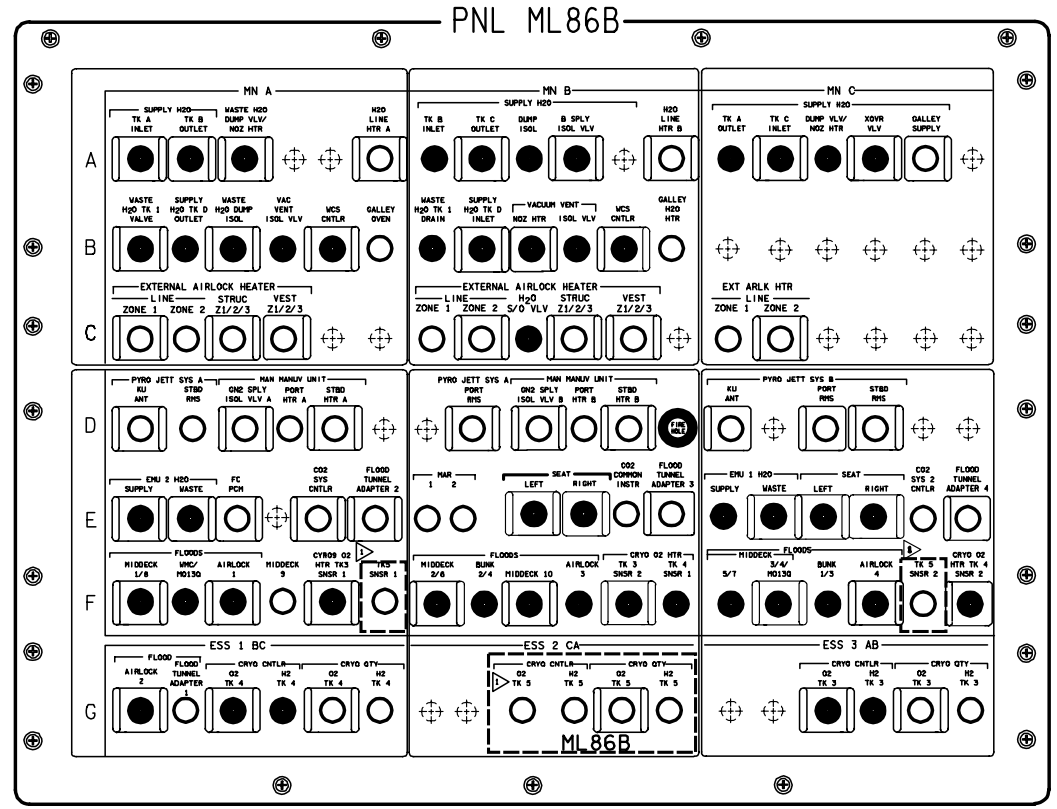 PNL ML86B
MN A
MN B
MN C
SUPPLY H2O
TK A INLET
TK B OUTLET
WASTE H2O DUMP VLV/ NOZ HTR
H2O LINE HTR A
SUPPLY H2O
TK B INLET
TK C OUTLET
DUMP ISOL
B SPLY ISOL VLV
H2O LINE HTR B
SUPPLY H2O
TK A OUTLET
TK C INLET
DUMP VLV/ NOZ HTR
XOVR VLV
GALLEY SUPPLY
A
WASTE H2O TK 1 VALVE
SUPPLY H2O TK D OUTLET
WASTE H2O DUMP ISOL
VAC VENT ISOL VLV
WCS CNTLR
GALLEY OVEN
WASTE H2O TK 1 DRAIN
SUPPLY H2O TK D INLET
VACUUM VENT
NOZ HTR
ISOL VLV
WCS CNTLR
GALLEY H2O HTR
B
EXTERNAL AIRLOCK HEATER
LINE
ZONE 1
ZONE 2
STRUC Z1/2/3
VEST Z1/2/3
EXTERNAL AIRLOCK HEATER
LINE
ZONE 1
ZONE 2
H2O S/O VLV
STRUC Z1/2/3
VEST Z1/2/3
EXT ARLK HTR
LINE
ZONE 1
ZONE 2
C
PYRO JETT SYS A
KU ANT
STBD RMS
MAN MANUV UNIT
GN2 SPLY ISOL VLV A
PORT HTR A
STBD HTR A
PYRO JETT SYS A
PORT RMS
MAN MANUV UNIT
GN2 SPLY ISOL VLV B
PORT HTR B
STBD HTR B
FIRE HOLE
PYRO JETT SYS B
KU ANT
PORT RMS
STBD RMS
D
EMU 2 H2O
SUPPLY
WASTE
FC PCM
CO2 SYS CNTLR
FLOOD TUNNEL ADAPTER 2
MAR
1
2
SEAT
LEFT
RIGHT
CO2 COMMON INSTR
FLOOD TUNNEL ADAPTER 3
EMU 1 H2O
SUPPLY
WASTE
SEAT
LEFT
RIGHT
CO2 SYS 2 CNTLR
FLOOD TUNNEL ADAPTER 4
E
FLOODS
MIDDECK 1/8
WMC/ MO13Q
AIRLOCK 1
MIDDECK 9
CYRO9 O2 HTR TK3 SNSR 1
1
TK5 SNSR 1
FLOODS
MIDDECK 2/6
BUNK 2/4
MIDDECK 10
AIRLOCK 3
CRYO O2 HTR
TK 3 SNSR 2
TK 4 SNSR 1
FLOODS
MIDDECK
5/7
3/4/ MO13Q
BUNK 1/3
AIRLOCK 4
TK 5 SNSR 2
CRYO O2 HTR TK 4 SNSR 2
F
ESS 1 BC
ESS 2 CA
ESS 3 AB
FLOOD
AIRLOCK 2
FLOOD TUNNEL ADAPTER 1
CRYO CNTLR
O2 TK 4
H2 TK 4
CRYO QTY
O2 TK 4
H2 TK 4
CRYO CNTLR
O2 TK 5
H2 TK 5
CRYO QTY
O2 TK 5
H2 TK 5
CRYO CNTLR
O2 TK 3
H2 TK 3
CRYO QTY
O2 TK 3
H2 TK 3
G
ML86B